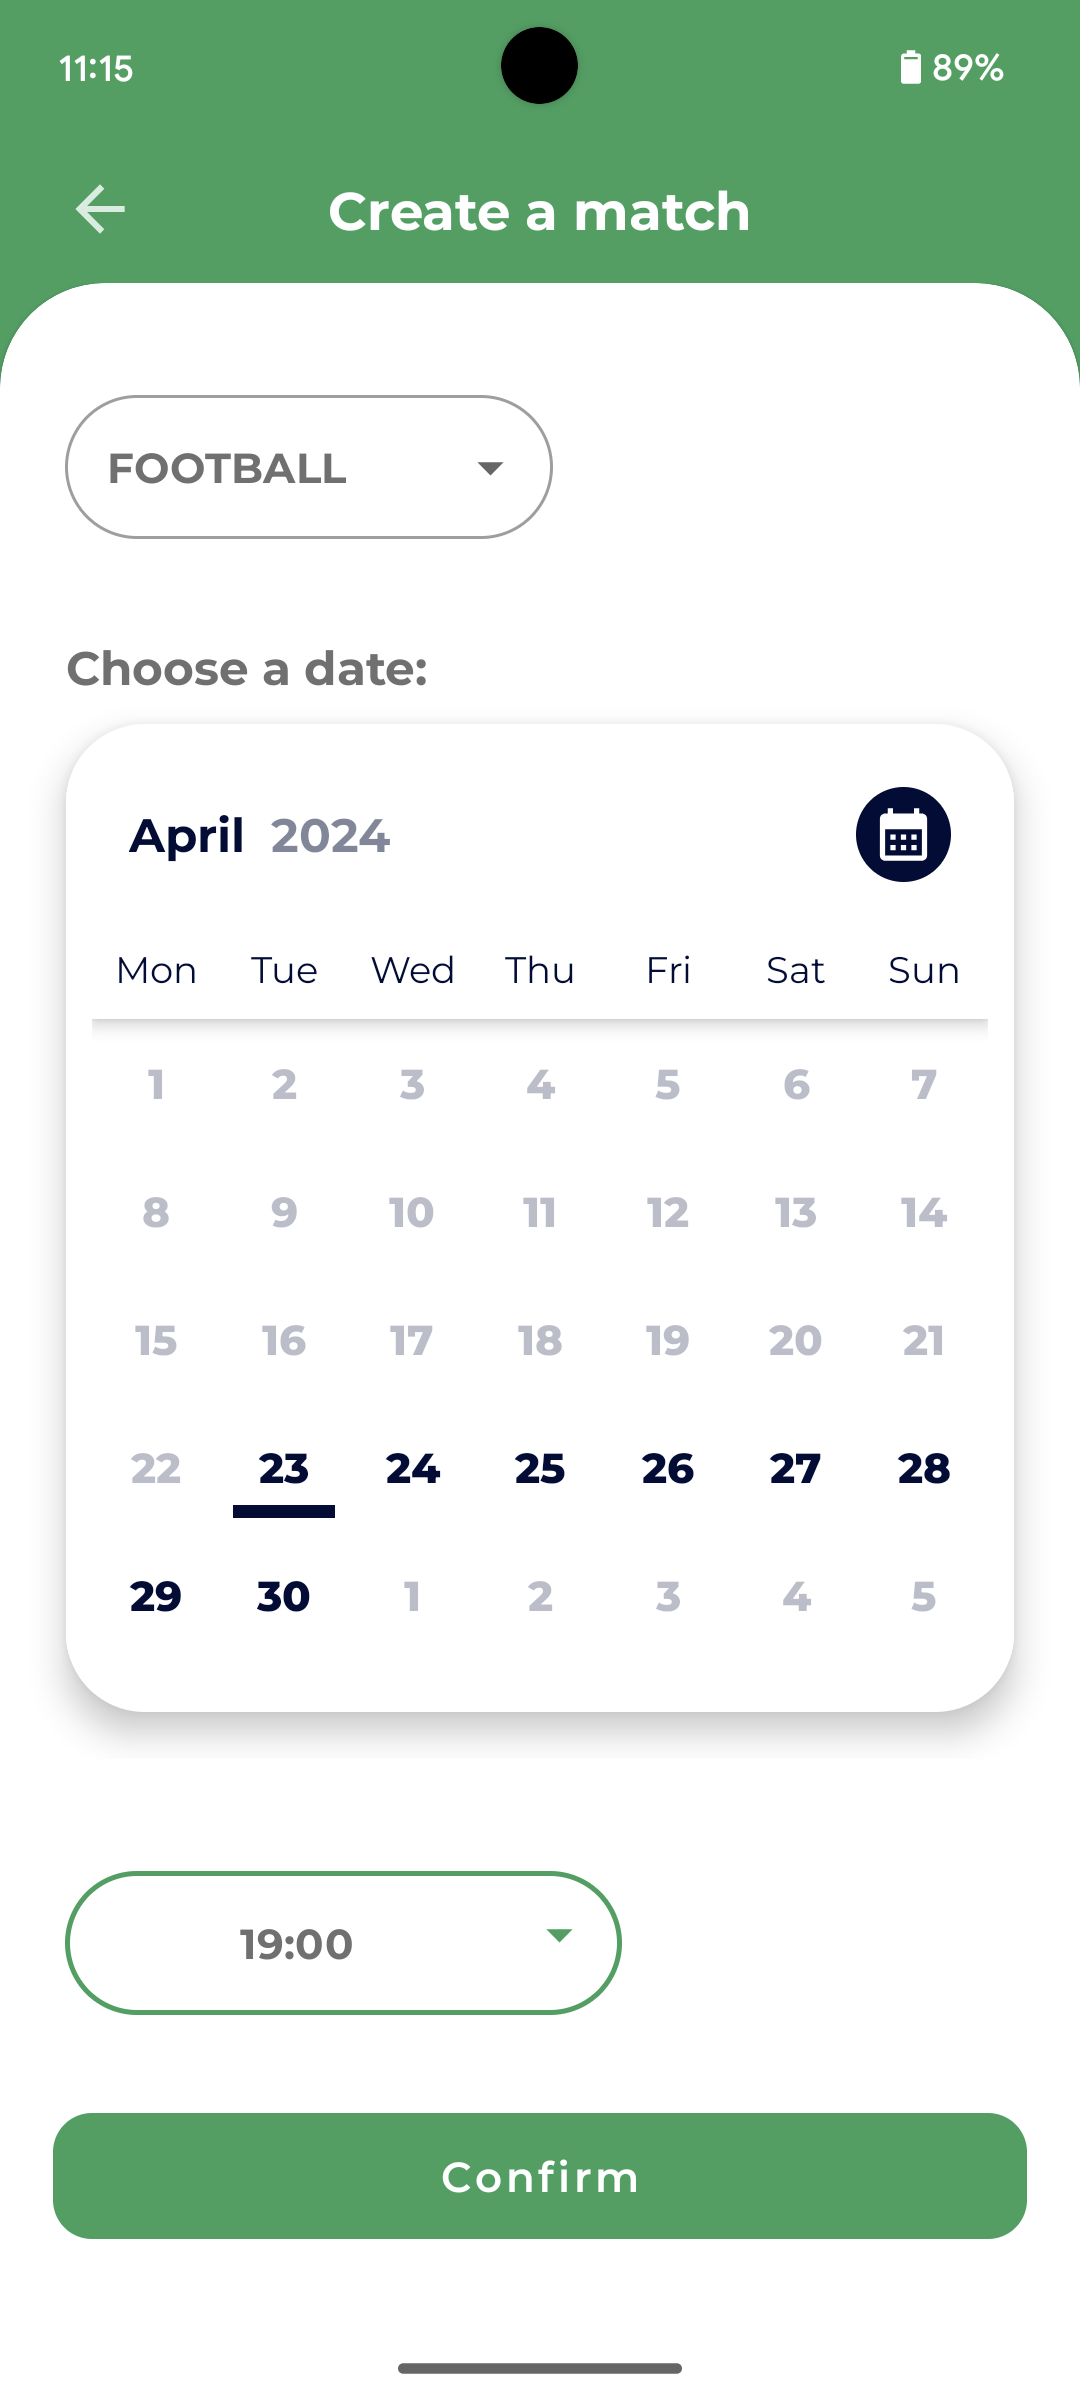 11:15 89%
Create a match
FOOTBALL
Choose a date:
April 2024
Mon Tue Wed Thu Fri Sat Sun
1 2 3 4 5 6 7
8 9 10 11 12 13 14
15 16 17 18 19 20 21
22 23 24 25 26 27 28
29 30 1 2 3 4 5
19:00
Confirm